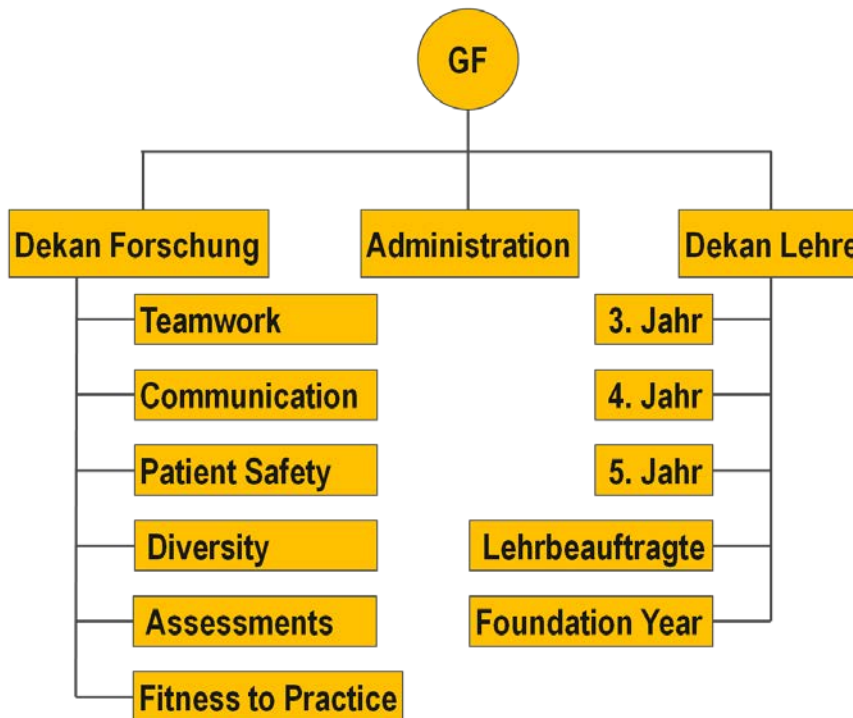 GF
Dekan Forschung
Administration
Dekan Lehre
Teamwork
Communication
Patient Safety
Diversity
Assessments
Fitness to Practice
3. Jahr
4. Jahr
5. Jahr
Lehrbeauftragte
Foundation Year